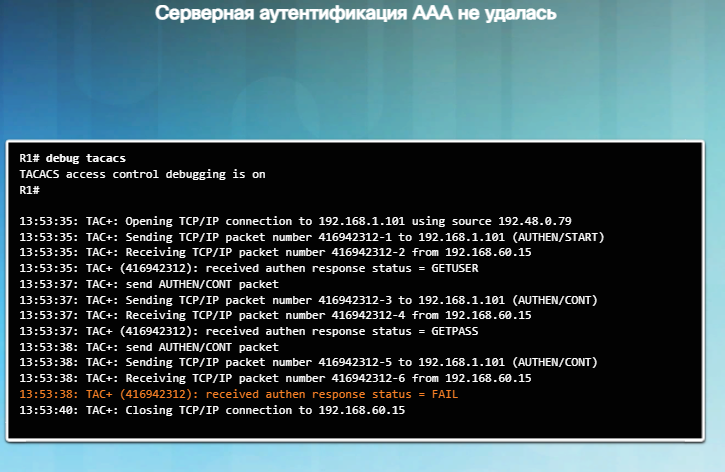 Серверная аутентификация AAA не удалась
R1# debug tacacs
TACACS access control debugging is on
R1#
13:53:35: TAC+: Opening TCP/IP connection to 192.168.1.101 using source 192.48.0.79
13:53:35: TAC+: Sending TCP/IP packet number 416942312-1 to 192.168.1.101 (AUTHEN/START)
13:53:35: TAC+: Receiving TCP/IP packet number 416942312-2 from 192.168.60.15
13:53:35: TAC+ (416942312): received authen response status = GETUSER
13:53:37: TAC+: send AUTHEN/CONT packet
13:53:37: TAC+: Sending TCP/IP packet number 416942312-3 to 192.168.1.101 (AUTHEN/CONT)
13:53:37: TAC+: Receiving TCP/IP packet number 416942312-4 from 192.168.60.15
13:53:37: TAC+ (416942312): received authen response status = GETPASS
13:53:38: TAC+: send AUTHEN/CONT packet
13:53:38: TAC+: Sending TCP/IP packet number 416942312-5 to 192.168.1.101 (AUTHEN/CONT)
13:53:38: TAC+: Receiving TCP/IP packet number 416942312-6 from 192.168.60.15
13:53:38: TAC+ (416942312): received authen response status = FAIL
13:53:40: TAC+: Closing TCP/IP connection to 192.168.60.15